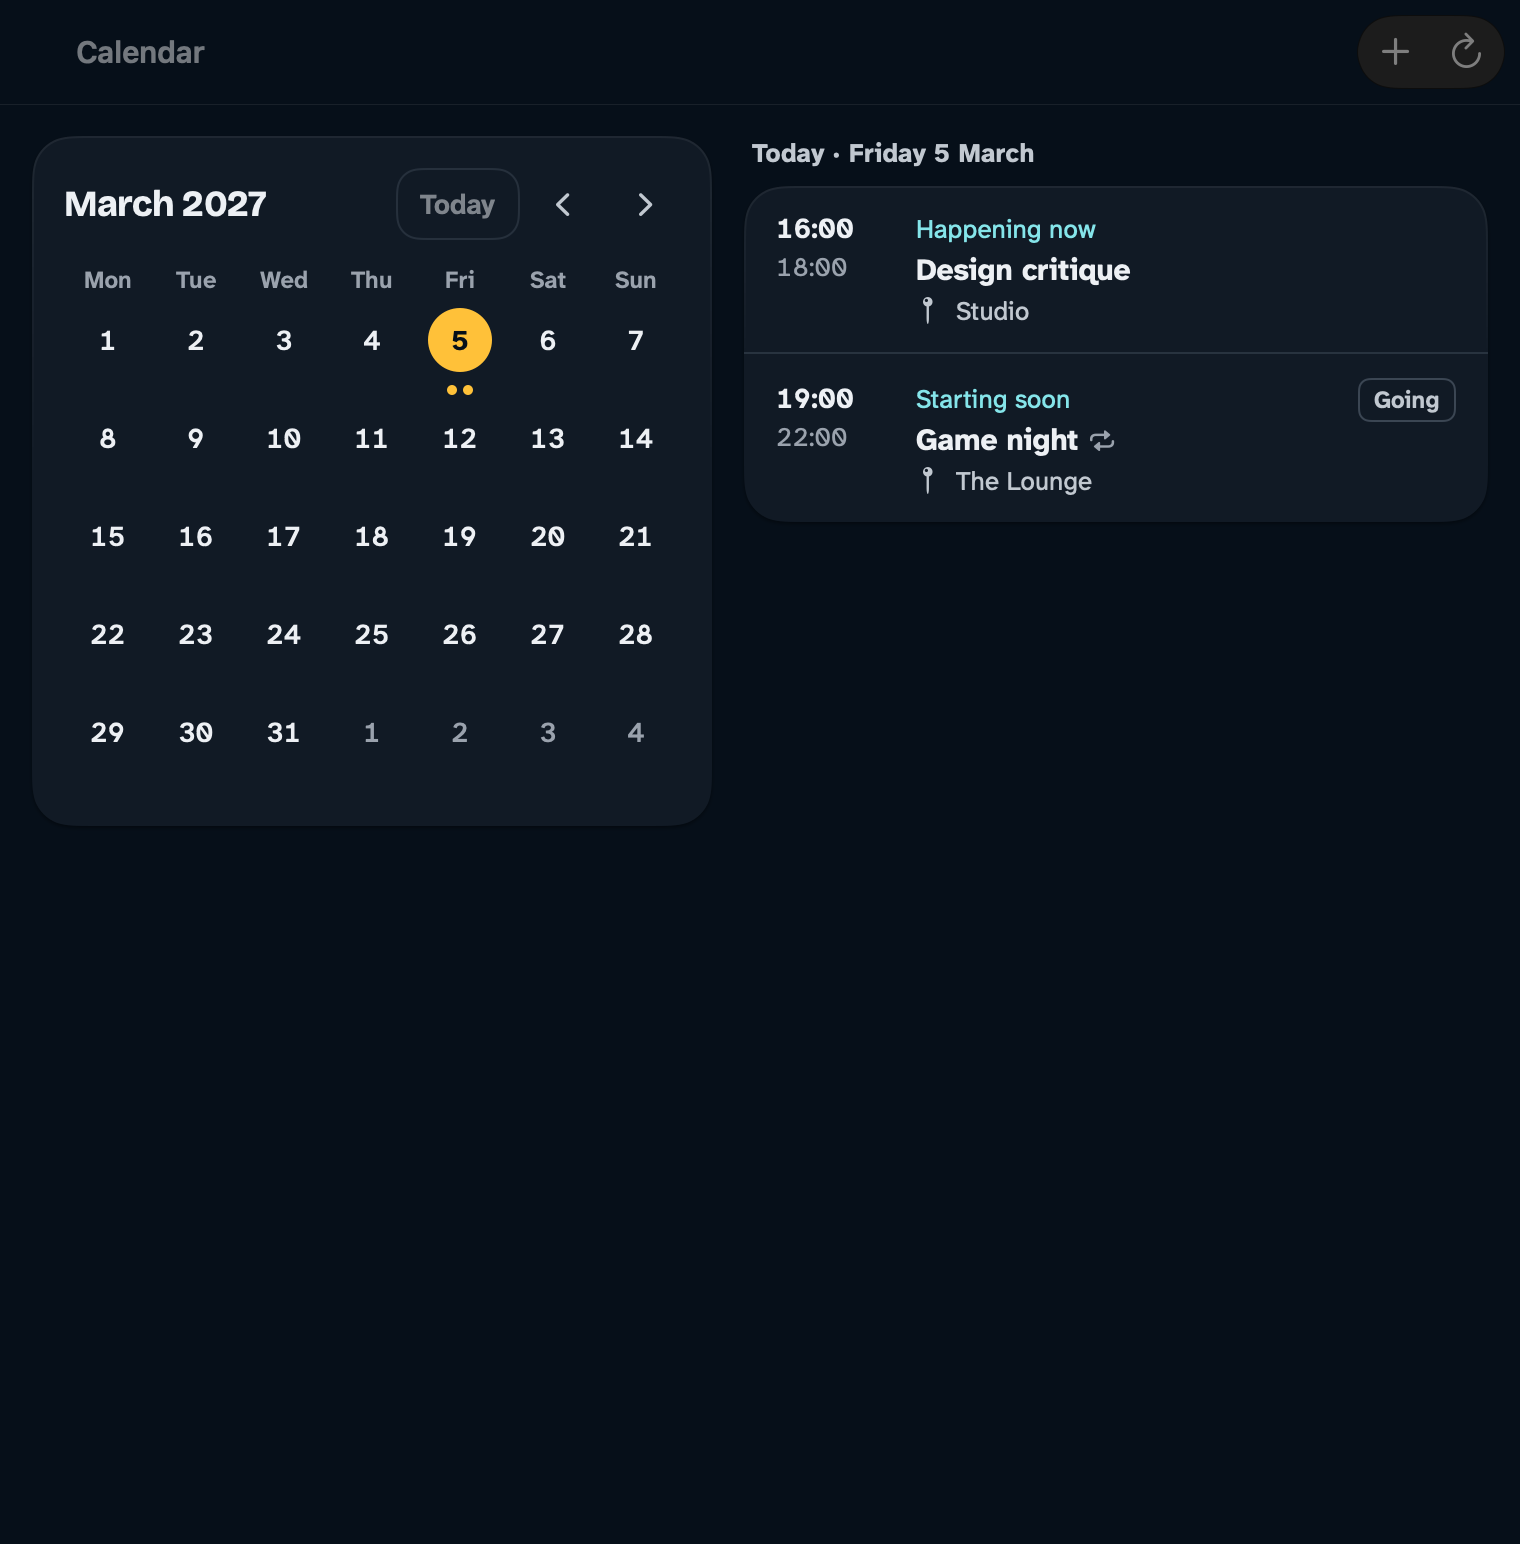 Calendar
March 2027
Today
Mon Tue Wed Thu Fri Sat Sun
1 2 3 4 5 6 7
8 9 10 11 12 13 14
15 16 17 18 19 20 21
22 23 24 25 26 27 28
29 30 31 1 2 3 4
Today · Friday 5 March
16:00 Happening now
18:00 Design critique
Studio
19:00 Starting soon Going
22:00 Game night
The Lounge